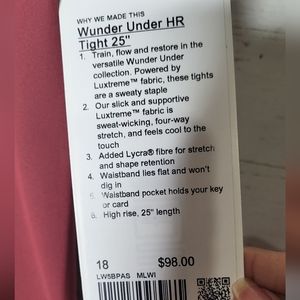 WHY WE MADE THIS
Wunder Under HR
Tight 25"
1. Train, flow and restore in the
versatile Wunder Under
collection. Powered by
Luxtreme™ fabric, these tights
are a sweaty staple
2. Our slick and supportive
Luxtreme™ fabric is
sweat-wicking, four-way
stretch, and feels cool to the
touch
3. Added Lycra® fibre for stretch
and shape retention
4. Waistband lies flat and won't
dig in
5. Waistband pocket holds your key
or card
6. High rise, 25" length
18 $98.00
LW5BPAS MLWI